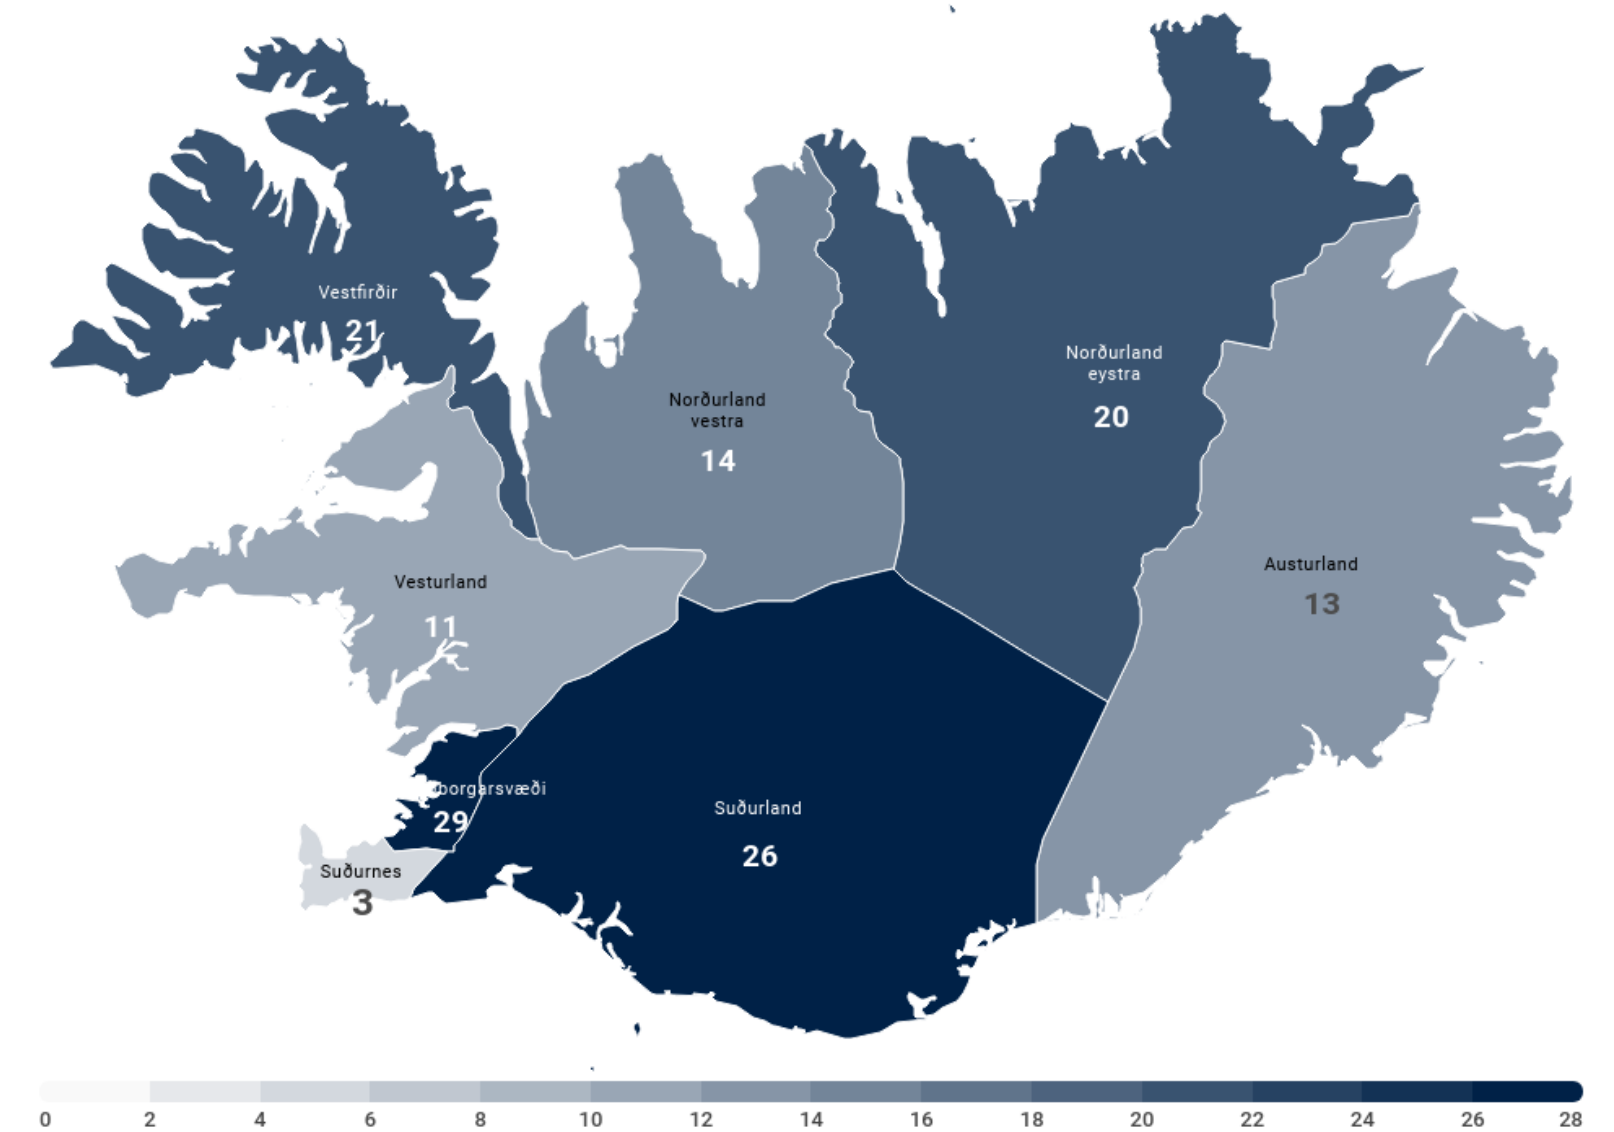 Vestfirðir
21
Norðurland
eystra
20
Norðurland
vestra
14
Austurland
13
Vesturland
11
borgarsvæði
29
Suðurland
26
Suðurnes
3
0 2 4 6 8 10 12 14 16 18 20 22 24 26 28